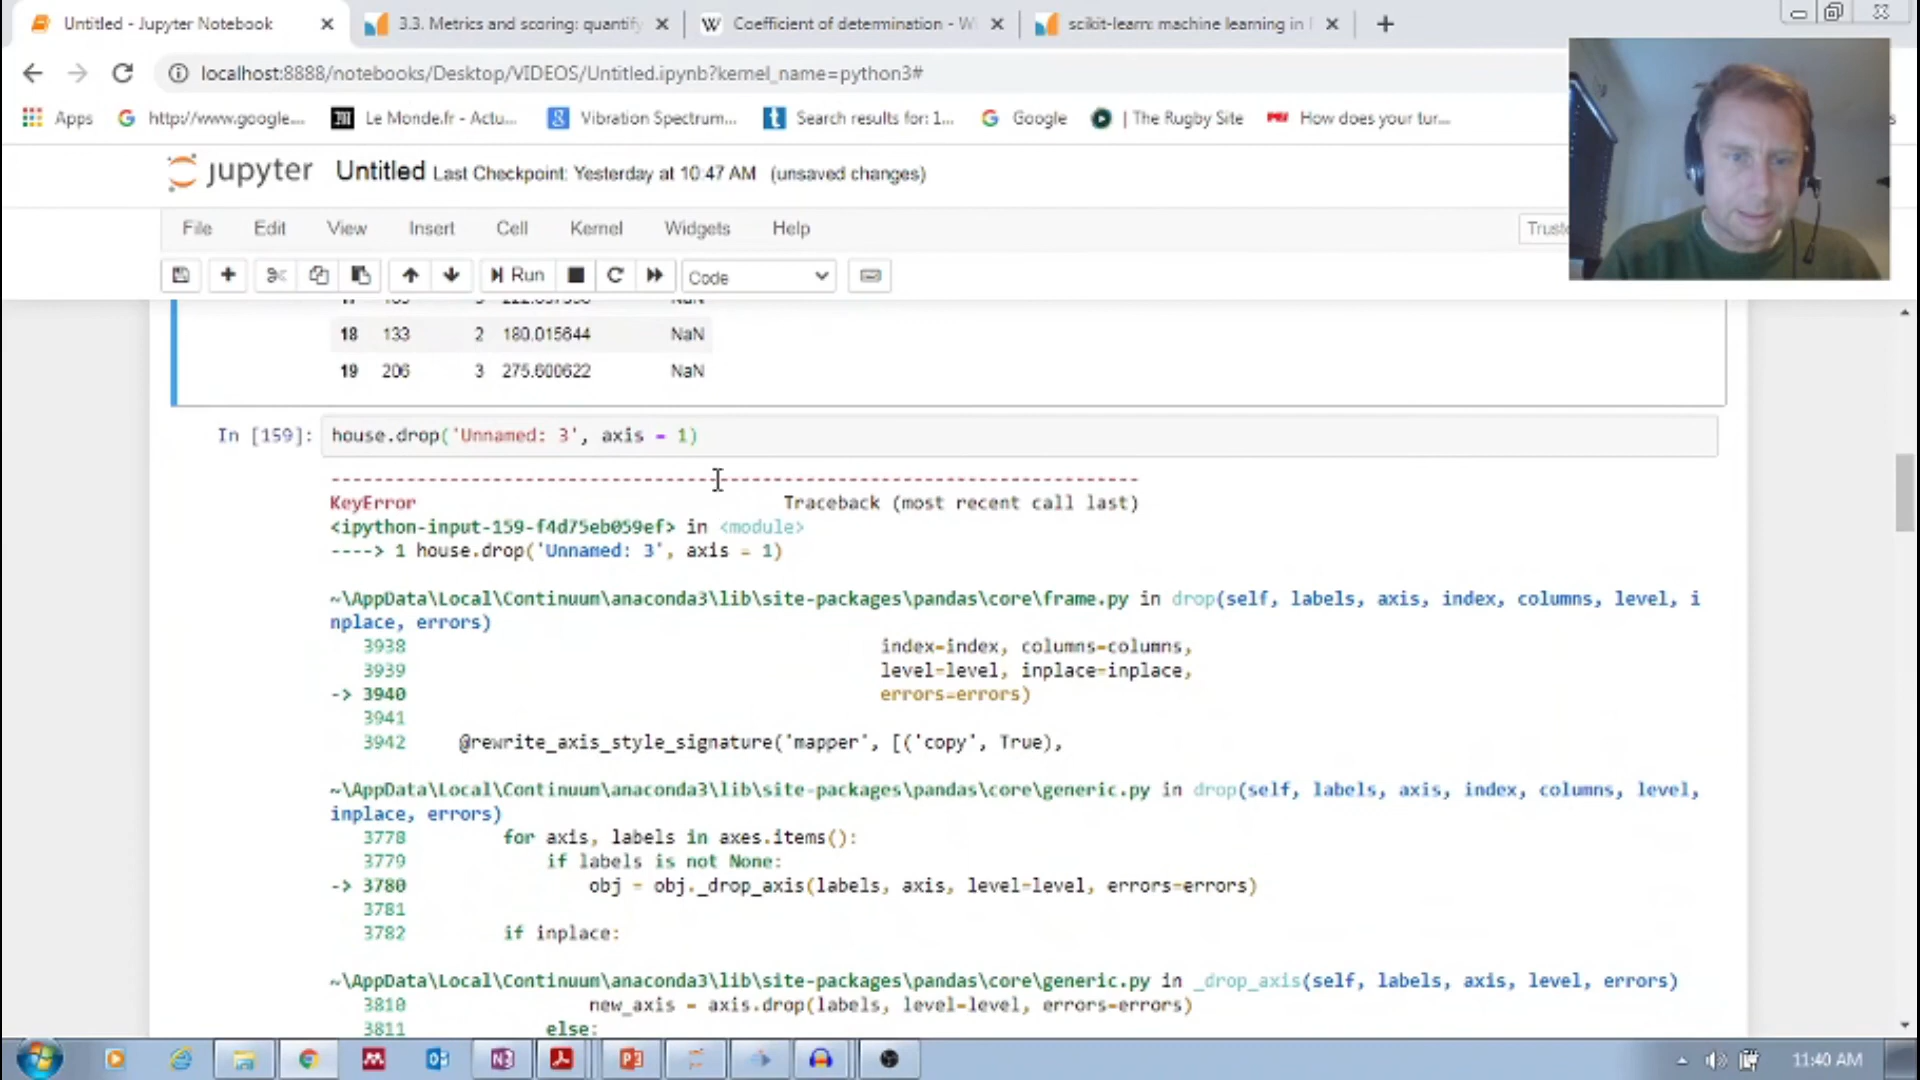 Untitled - Jupyter Notebook
3.3. Metrics and scoring: quantify
Coefficient of determination - W
scikit-learn: machine learning in
localhost:8888/notebooks/Desktop/VIDEOS/Untitled.ipynb?kernel_name=python3#
Apps
http://www.google....
Le Monde.fr - Actu...
Vibration Spectrum...
Search results for: 1...
Google
| The Rugby Site
How does your tur...
jupyter Untitled Last Checkpoint: Yesterday at 10:47 AM (unsaved changes)
File Edit View Insert Cell Kernel Widgets Help
Run
Code
18 133 2 180.015644 NaN
19 206 3 275.600622 NaN
In [159]: house.drop('Unnamed: 3', axis = 1)
---------------------------------------------------------------------------
KeyError Traceback (most recent call last)
<ipython-input-159-f4d75eb059ef> in <module>
----> 1 house.drop('Unnamed: 3', axis = 1)
~\AppData\Local\Continuum\anaconda3\lib\site-packages\pandas\core\frame.py in drop(self, labels, axis, index, columns, level, i
nplace, errors)
3938 index=index, columns=columns,
3939 level=level, inplace=inplace,
-> 3940 errors=errors)
3941
3942 @rewrite_axis_style_signature('mapper', [('copy', True),
~\AppData\Local\Continuum\anaconda3\lib\site-packages\pandas\core\generic.py in drop(self, labels, axis, index, columns, level,
inplace, errors)
3778 for axis, labels in axes.items():
3779 if labels is not None:
-> 3780 obj = obj._drop_axis(labels, axis, level=level, errors=errors)
3781
3782 if inplace:
~\AppData\Local\Continuum\anaconda3\lib\site-packages\pandas\core\generic.py in _drop_axis(self, labels, axis, level, errors)
3810 new_axis = axis.drop(labels, level=level, errors=errors)
3811 else:
11:40 AM